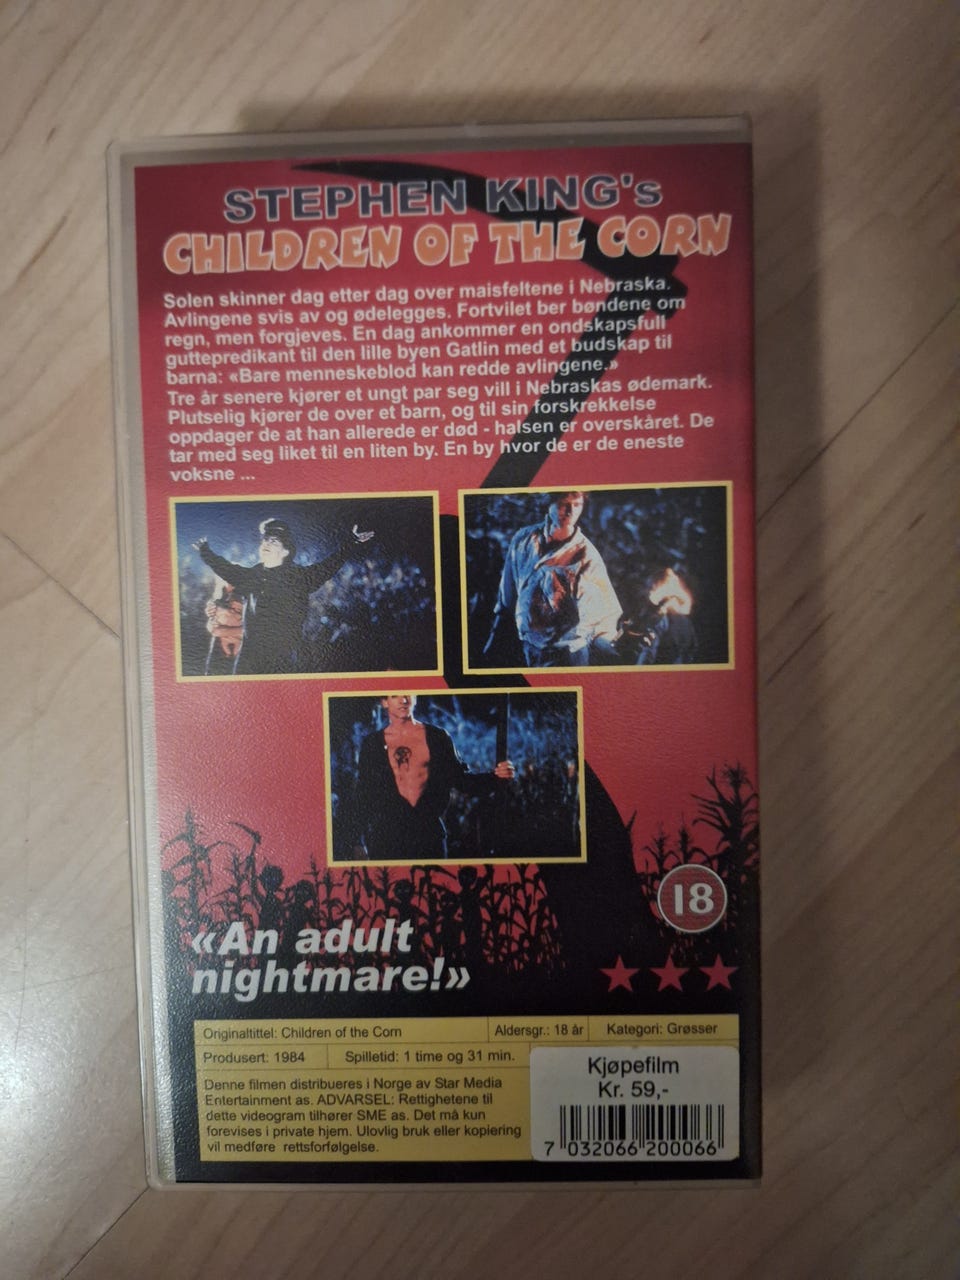 STEPHEN KING's
CHILDREN OF THE CORN
Solen skinner dag etter dag over maisfeltene i Nebraska.
Avlingene svis av og ødelegges. Fortvilet ber bøndene om
regn, men forgjeves. En dag ankommer en ondskapsfull
guttepredikant til den lille byen Gatlin med et budskap til
barna: «Bare menneskeblod kan redde avlingene.»
Tre år senere kjører et ungt par seg vill i Nebraskas ødemark.
Plutselig kjører de over et barn, og til sin forskrekkelse
oppdager de at han allerede er død - halsen er overskåret. De
tar med seg liket til en liten by. En by hvor de er de eneste
voksne ...
18
«An adult
nightmare!»
Originaltittel: Children of the Corn Aldersgr.: 18 år Kategori: Grøsser
Produsert: 1984 Spilletid: 1 time og 31 min.
Denne filmen distribueres i Norge av Star Media
Entertainment as. ADVARSEL: Rettighetene til
dette videogram tilhører SME as. Det må kun
forevises i private hjem. Ulovlig bruk eller kopiering
vil medføre rettsforfølgelse.
Kjøpefilm
Kr. 59,-
7 032066 200066